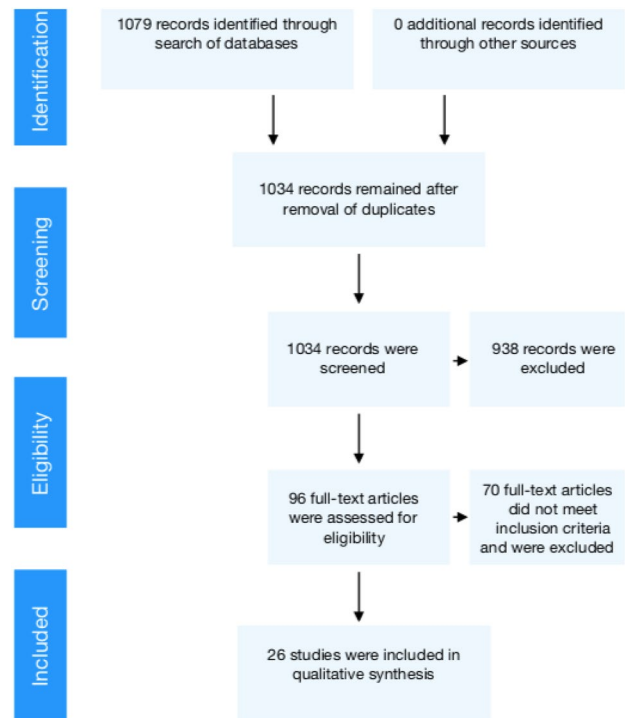 Identification
1079 records identified through
search of databases
0 additional records identified
through other sources
1034 records remained after
removal of duplicates
Screening
1034 records were
screened
938 records were
excluded
Eligibility
96 full-text articles
were assessed for
eligibility
70 full-text articles
did not meet
inclusion criteria
and were excluded
Included
26 studies were included in
qualitative synthesis